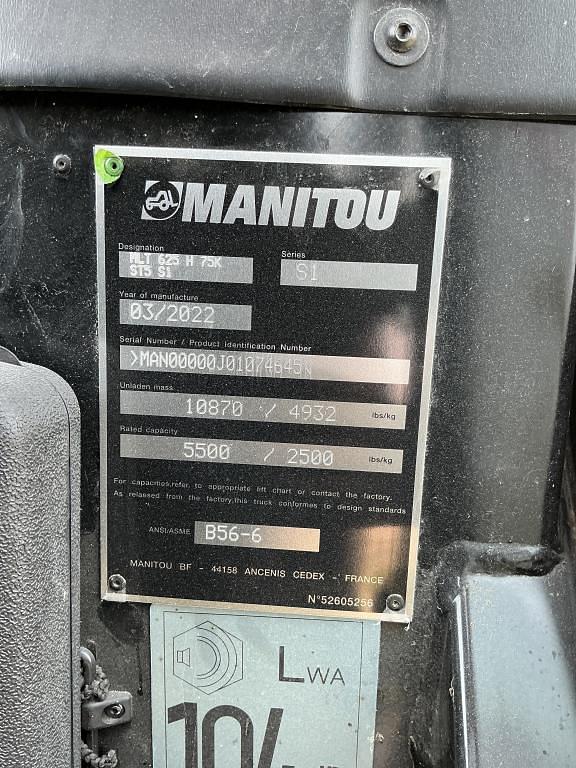 MANITOU
Designation
MLT 625 H 75K
ST5 S1
Series
S1
Year of manufacture
03/2022
Serial Number / Product Identification Number
>MAN00000J01074645
Unladen mass
10870 / 4932 lbs/kg
Rated capacity
5500 / 2500 lbs/kg
For capacities,refer, to appropriate lift chart or contact the factory.
As relassed from the factory,this truck conformes to design standards
ANSI/ASME B56-6
MANITOU BF - 44158 ANCENIS CEDEX - FRANCE
N°52605256
LWA